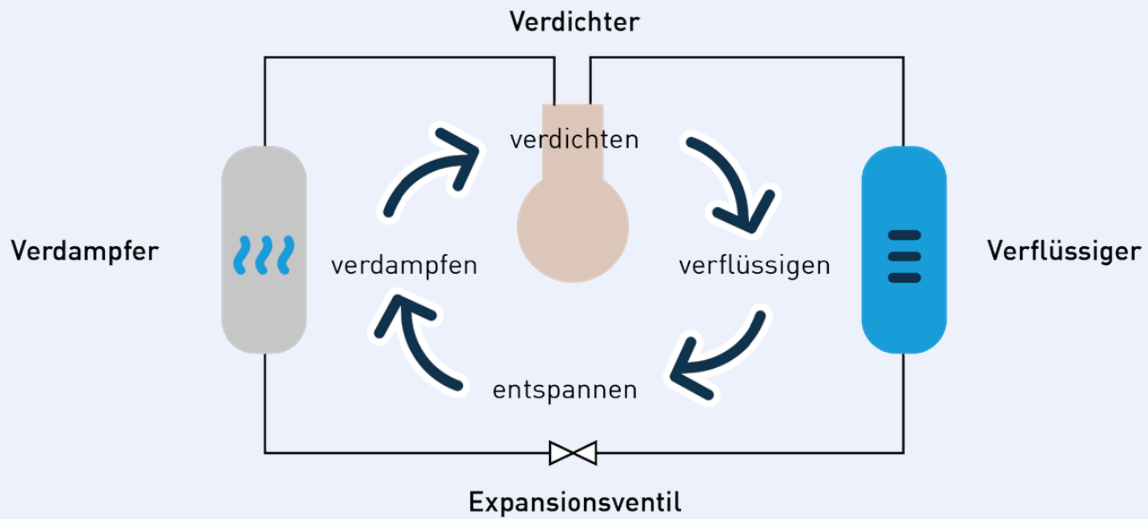 Verdichter
verdichten
Verdampfer
verdampfen
verflüssigen
Verflüssiger
entspannen
Expansionsventil